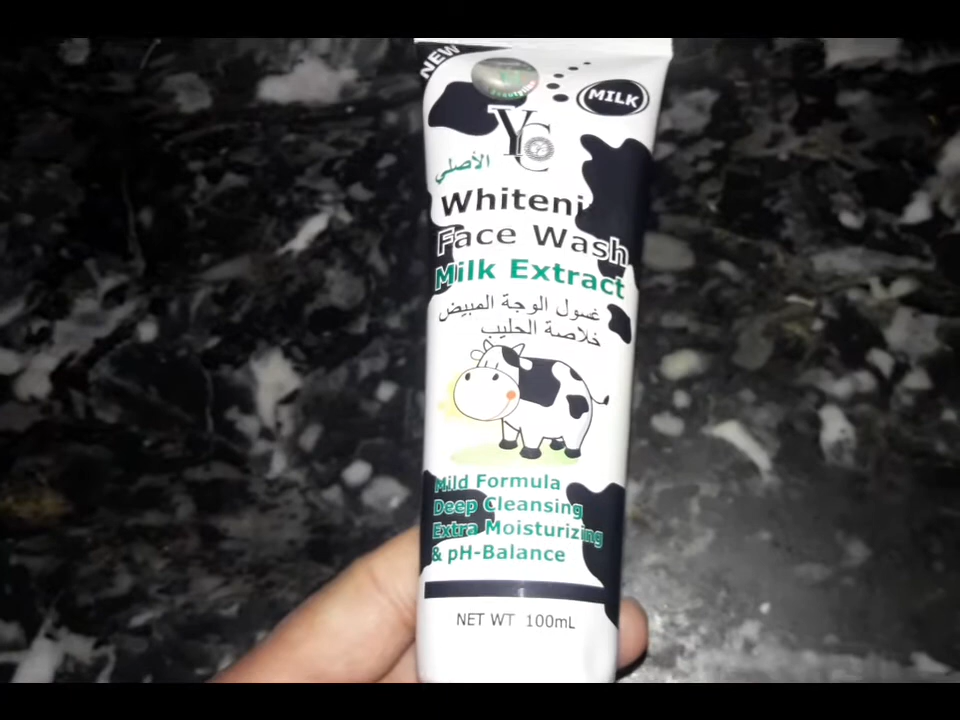 NEW
MILK
YC
الأصلي
Whiteni
Face Wash
Milk Extract
غسول الوجة المبيض
خلاصة الحليب
Mild Formula
Deep Cleansing
Extra Moisturizing
& pH-Balance
NET WT 100mL